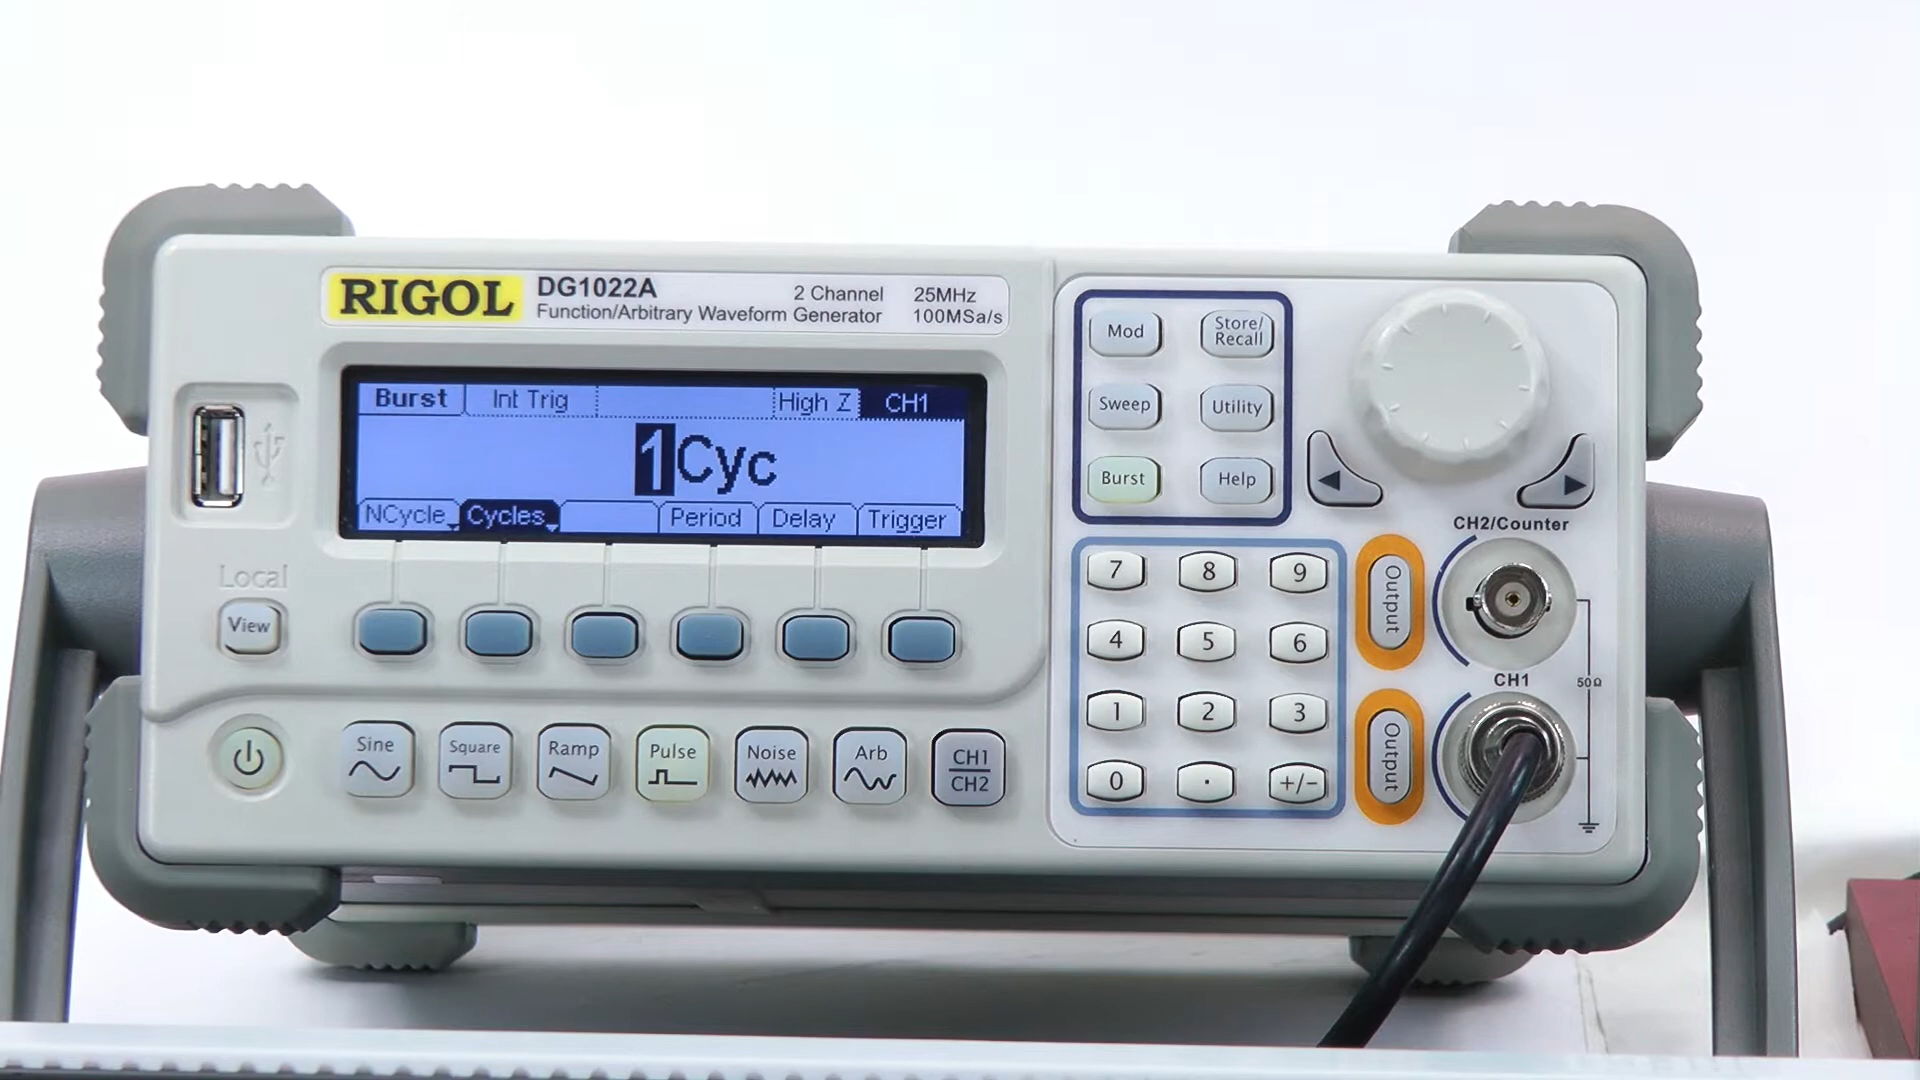 RIGOL
DG1022A
2 Channel
25MHz
Function/Arbitrary Waveform Generator
100MSa/s
Burst
Int Trig
High Z
CH1
1Cyc
NCycle
Cycles
Period
Delay
Trigger
Local
View
Sine
Square
Ramp
Pulse
Noise
Arb
CH1
CH2
Mod
Store/
Recall
Sweep
Utility
Burst
Help
7
8
9
4
5
6
1
2
3
0
.
+/−
Output
Output
CH2/Counter
CH1
50Ω